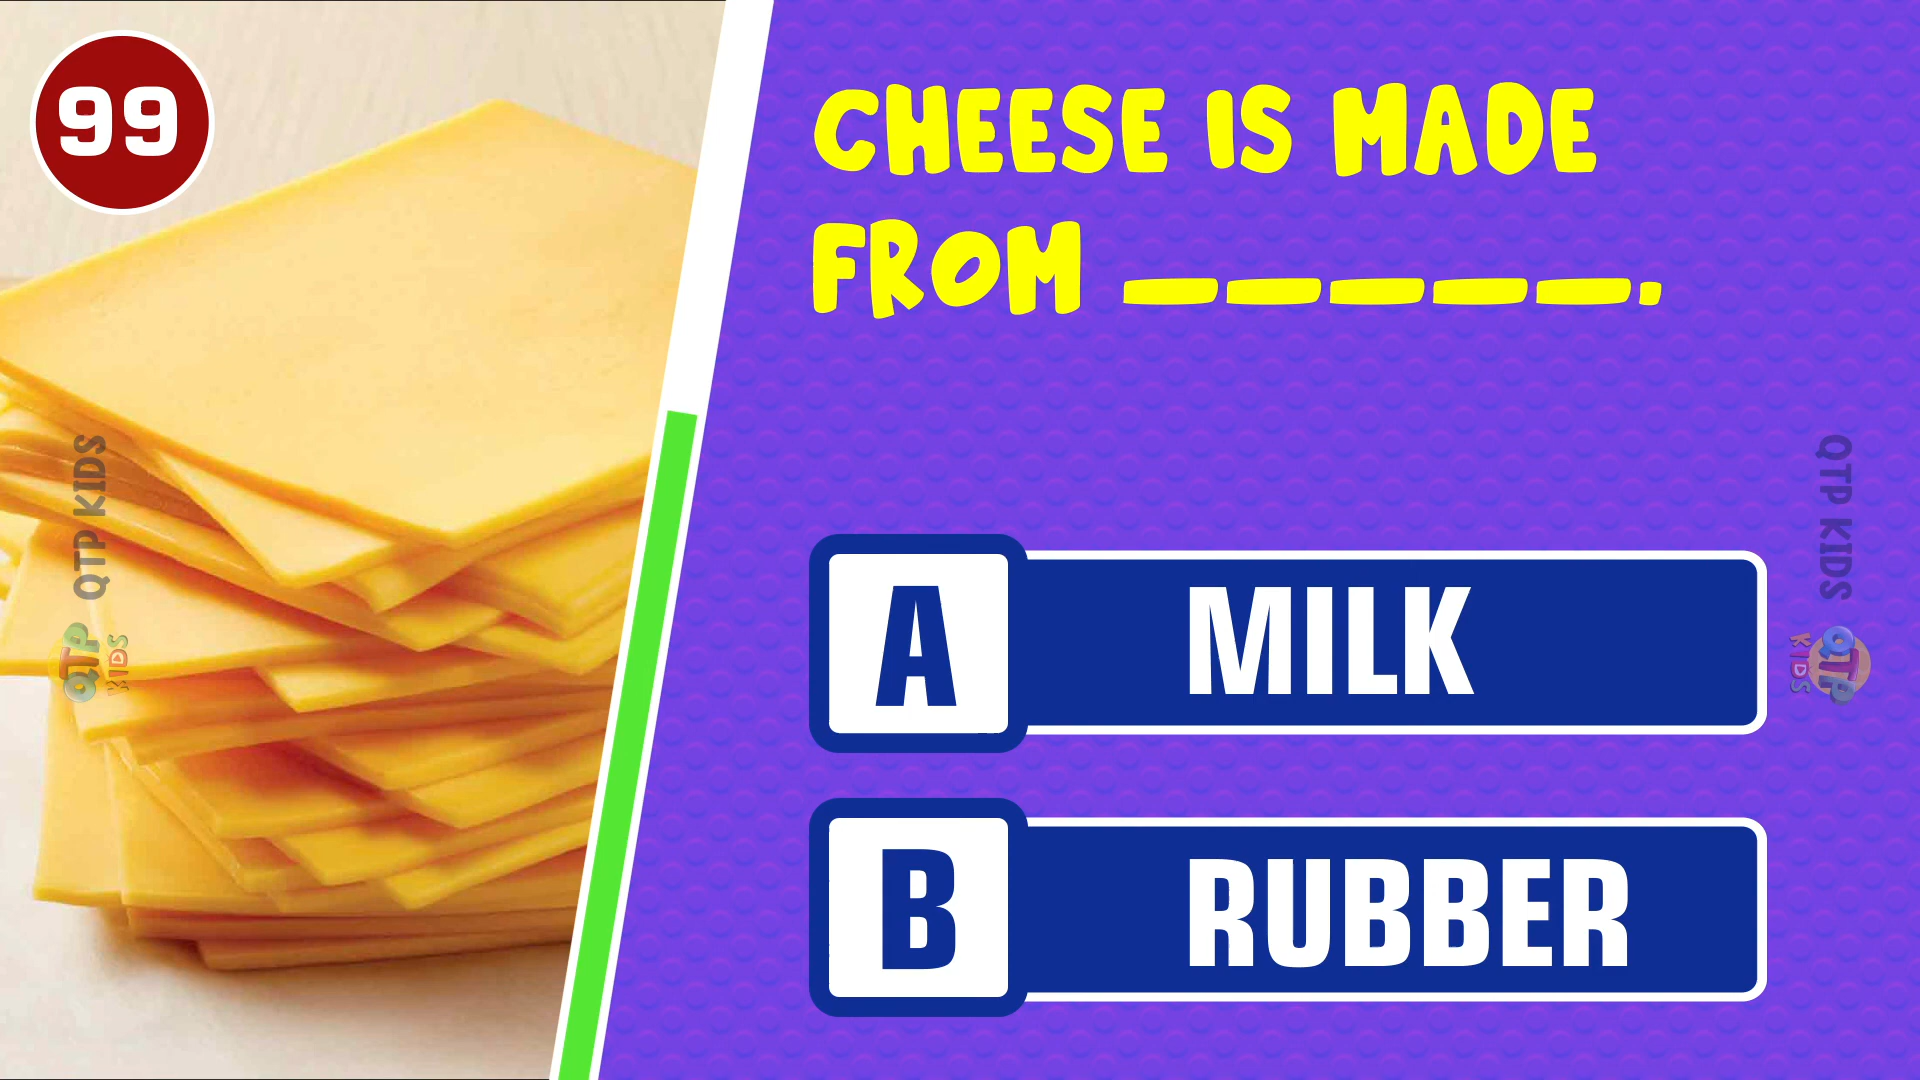 99
CHEESE IS MADE
FROM _____.
A MILK
B RUBBER
QTP KIDS
QTP KIDS
QTP KIDS
QTP KIDS